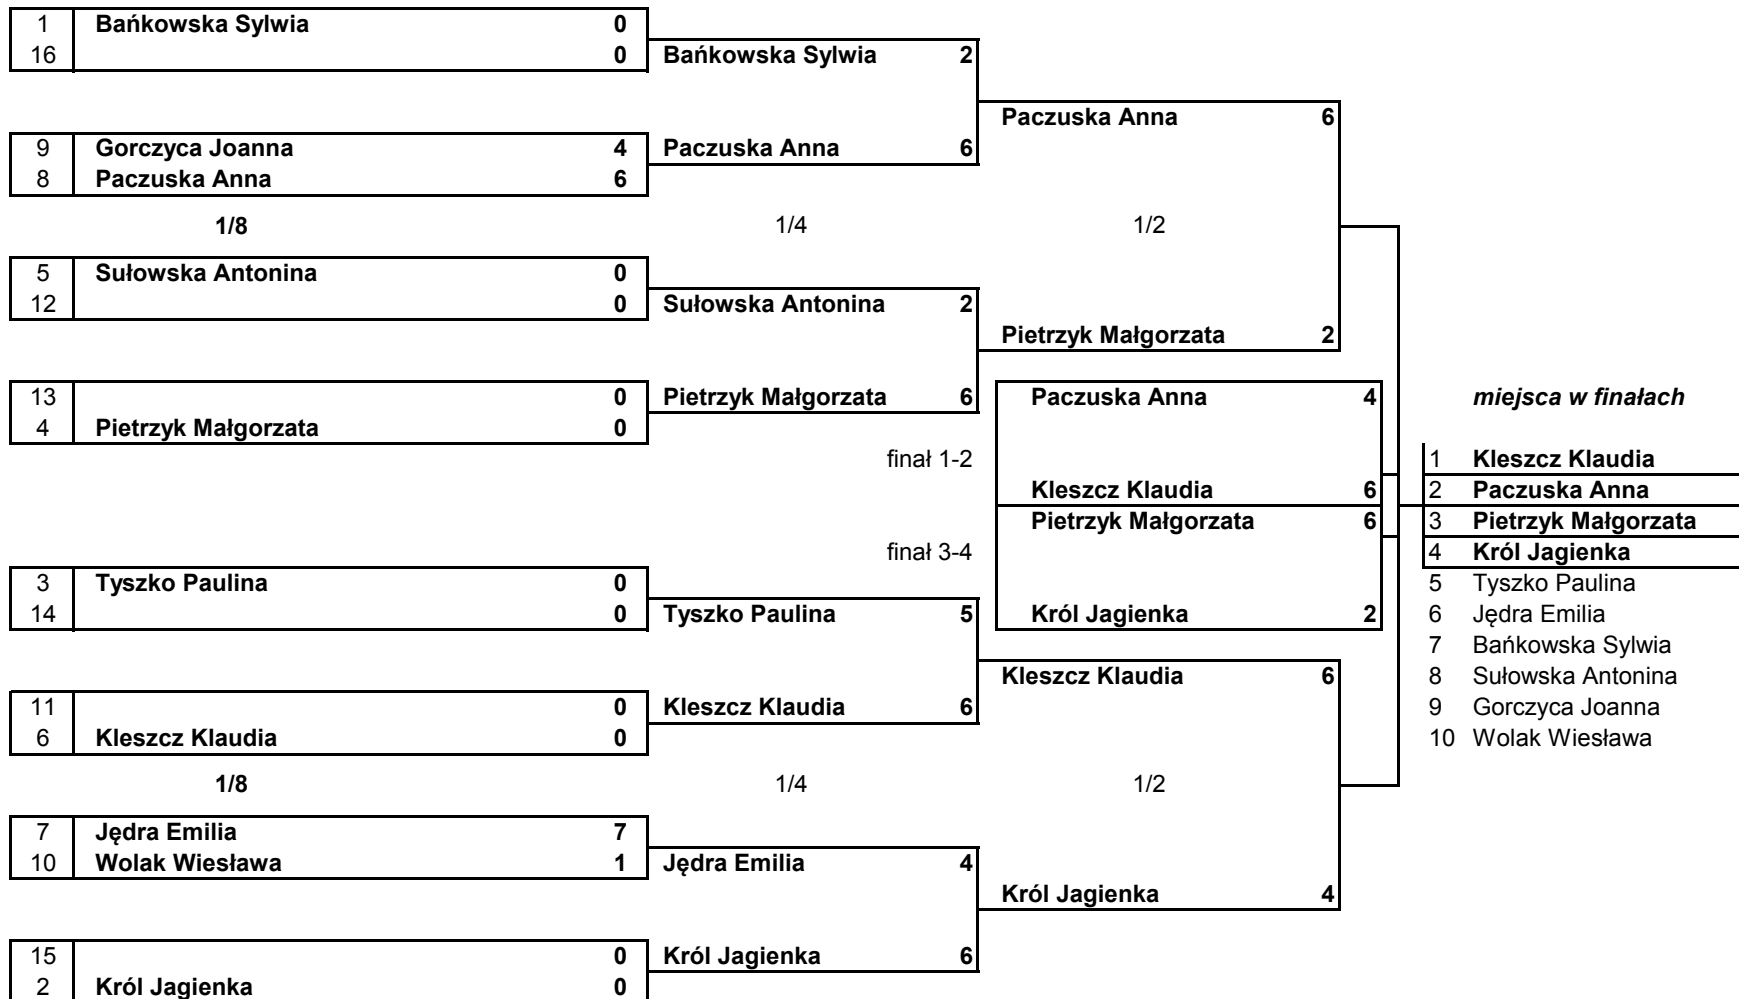 1 Bańkowska Sylwia 0
16 0 Bańkowska Sylwia 2
Paczuska Anna 6
9 Gorczyca Joanna 4 Paczuska Anna 6
8 Paczuska Anna 6
1/8 1/4 1/2
5 Sułowska Antonina 0
12 0 Sułowska Antonina 2
Pietrzyk Małgorzata 2
13 0 Pietrzyk Małgorzata 6 Paczuska Anna 4 miejsca w finałach
4 Pietrzyk Małgorzata 0
finał 1-2 1 Kleszcz Klaudia
Kleszcz Klaudia 6 2 Paczuska Anna
Pietrzyk Małgorzata 6 3 Pietrzyk Małgorzata
finał 3-4 4 Król Jagienka
3 Tyszko Paulina 0 5 Tyszko Paulina
14 0 Tyszko Paulina 5 Król Jagienka 2 6 Jędra Emilia
7 Bańkowska Sylwia
Kleszcz Klaudia 6 8 Sułowska Antonina
11 0 Kleszcz Klaudia 6 9 Gorczyca Joanna
6 Kleszcz Klaudia 0 10 Wolak Wiesława
1/8 1/4 1/2
7 Jędra Emilia 7
10 Wolak Wiesława 1 Jędra Emilia 4
Król Jagienka 4
15 0 Król Jagienka 6
2 Król Jagienka 0